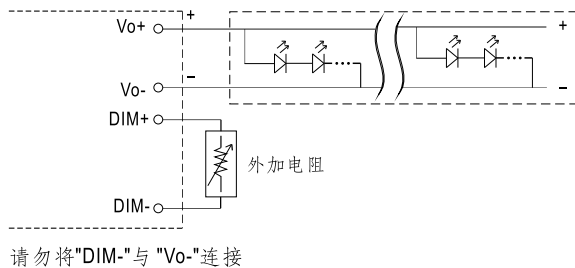 Vo+
+
+
Vo-
−
−
DIM+
外加电阻
DIM-
请勿将"DIM-"与 "Vo-"连接